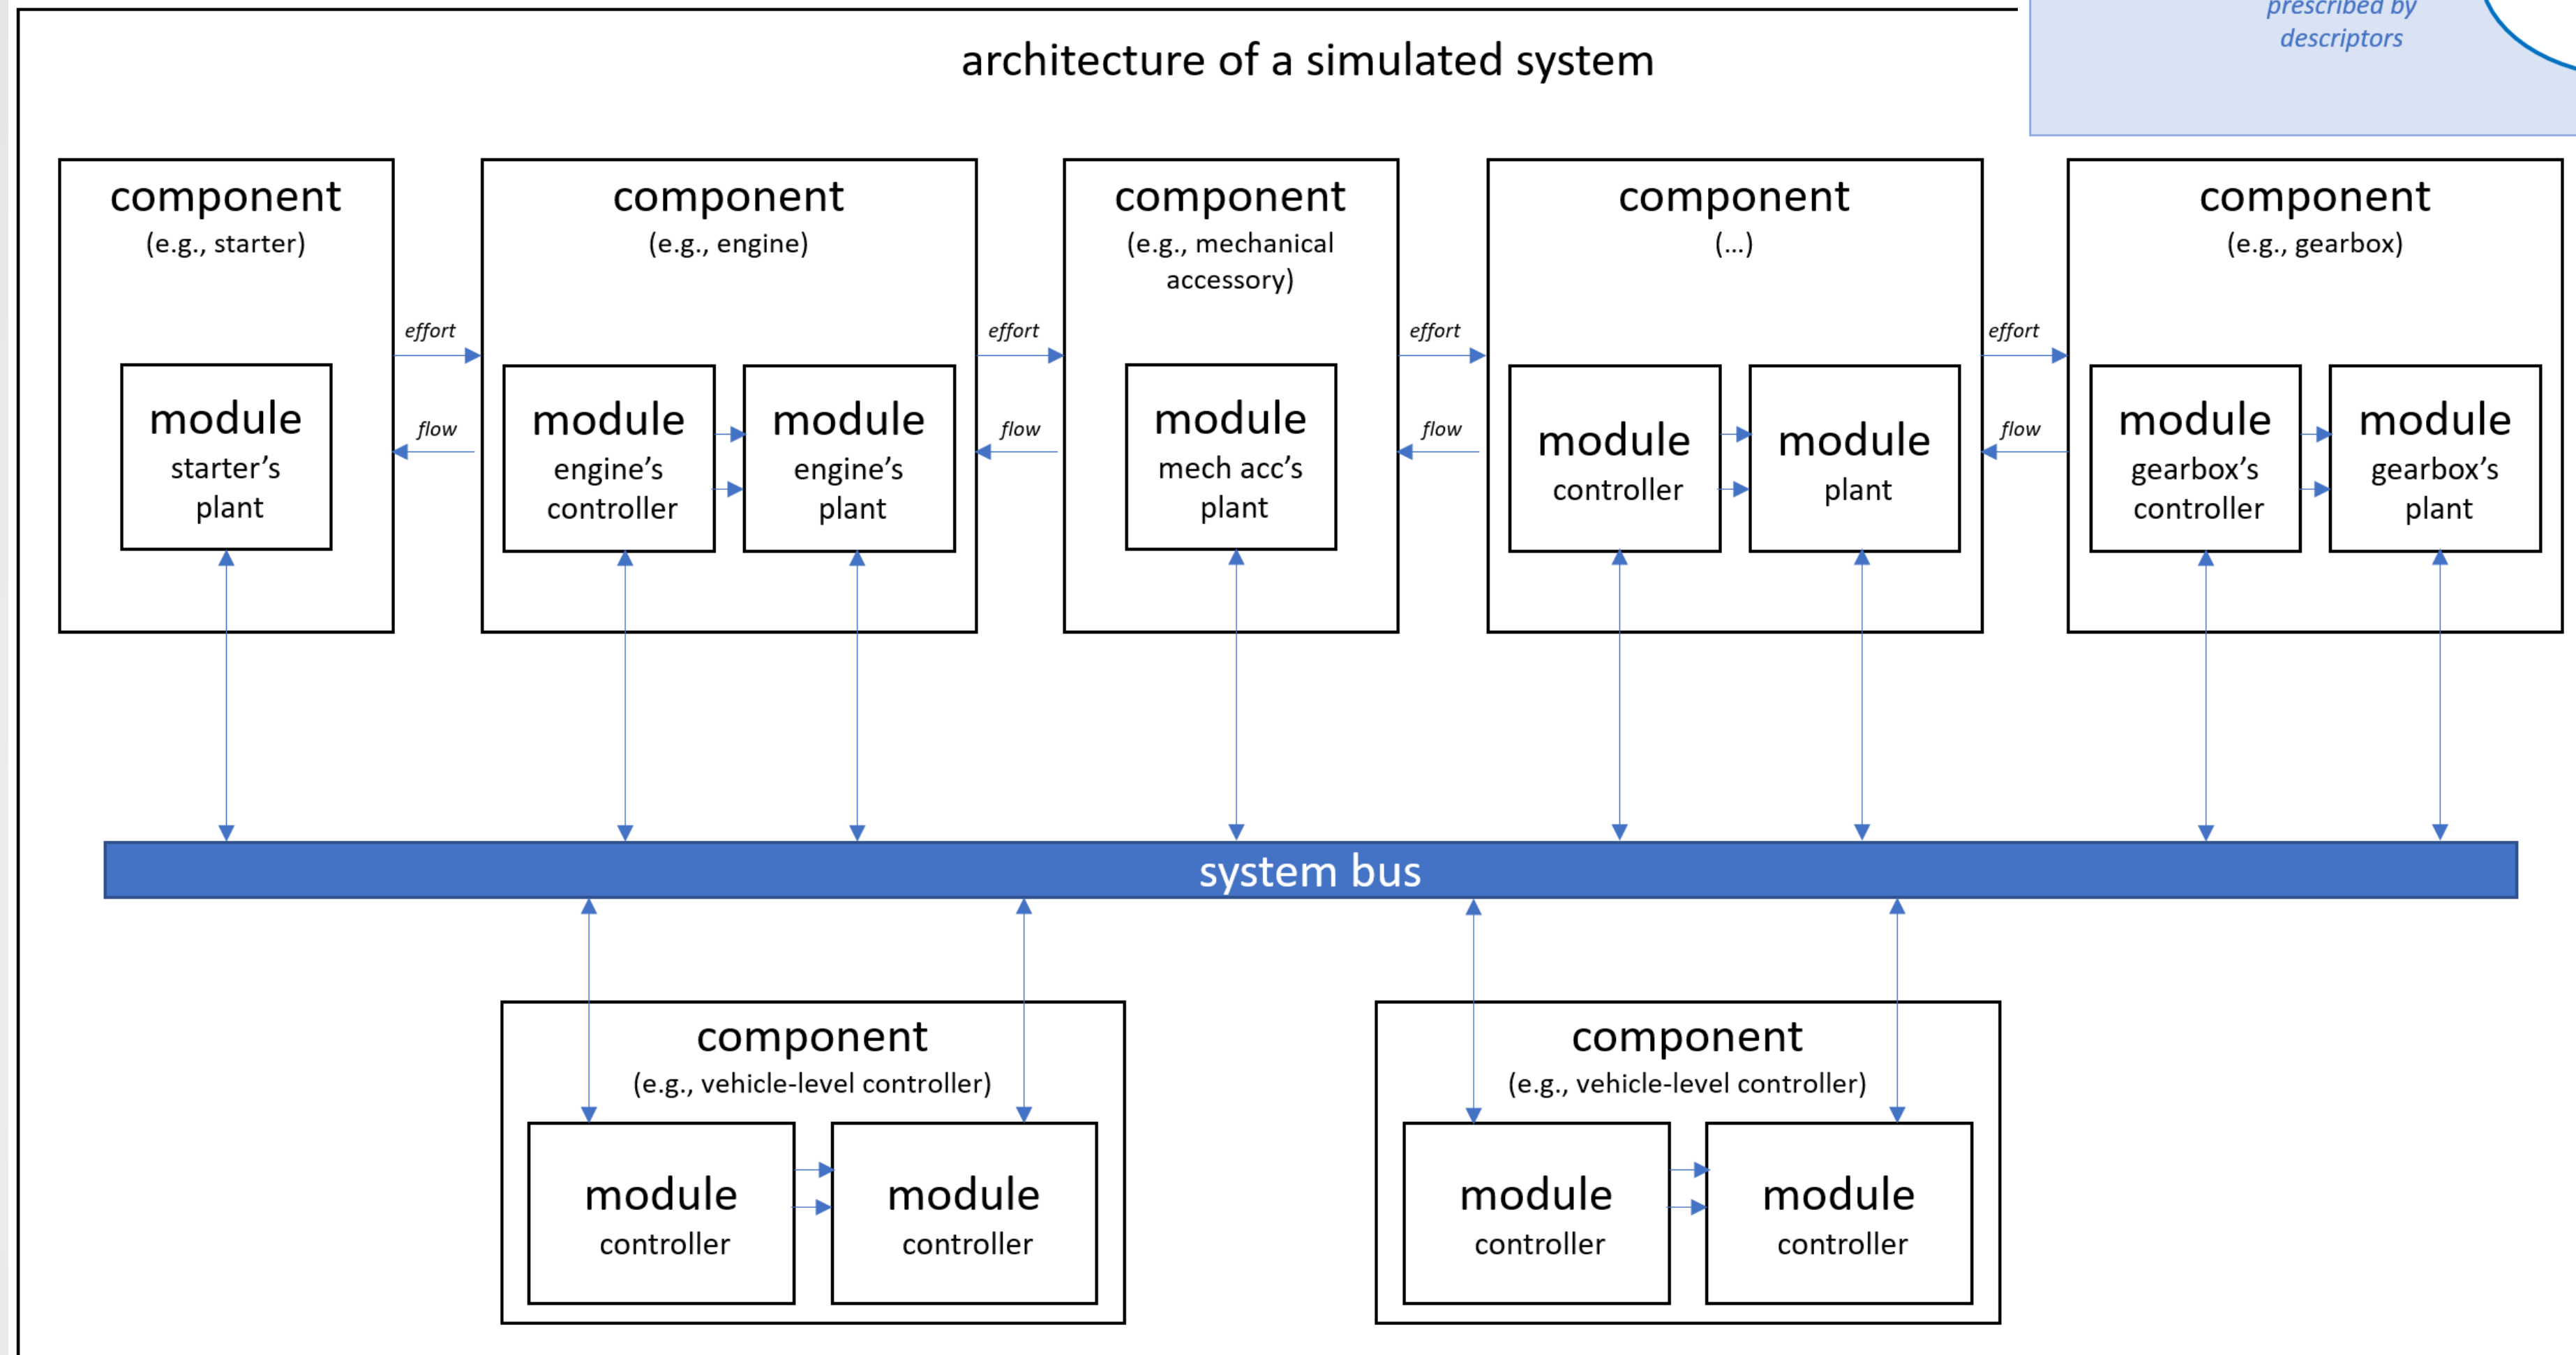 prescribed by
descriptors
architecture of a simulated system
component
(e.g., starter)
module
starter’s
plant
effort
flow
component
(e.g., engine)
module
engine’s
controller
module
engine’s
plant
effort
flow
component
(e.g., mechanical
accessory)
module
mech acc’s
plant
effort
flow
component
(...)
module
controller
module
plant
effort
flow
component
(e.g., gearbox)
module
gearbox’s
controller
module
gearbox’s
plant
system bus
component
(e.g., vehicle-level controller)
module
controller
module
controller
component
(e.g., vehicle-level controller)
module
controller
module
controller